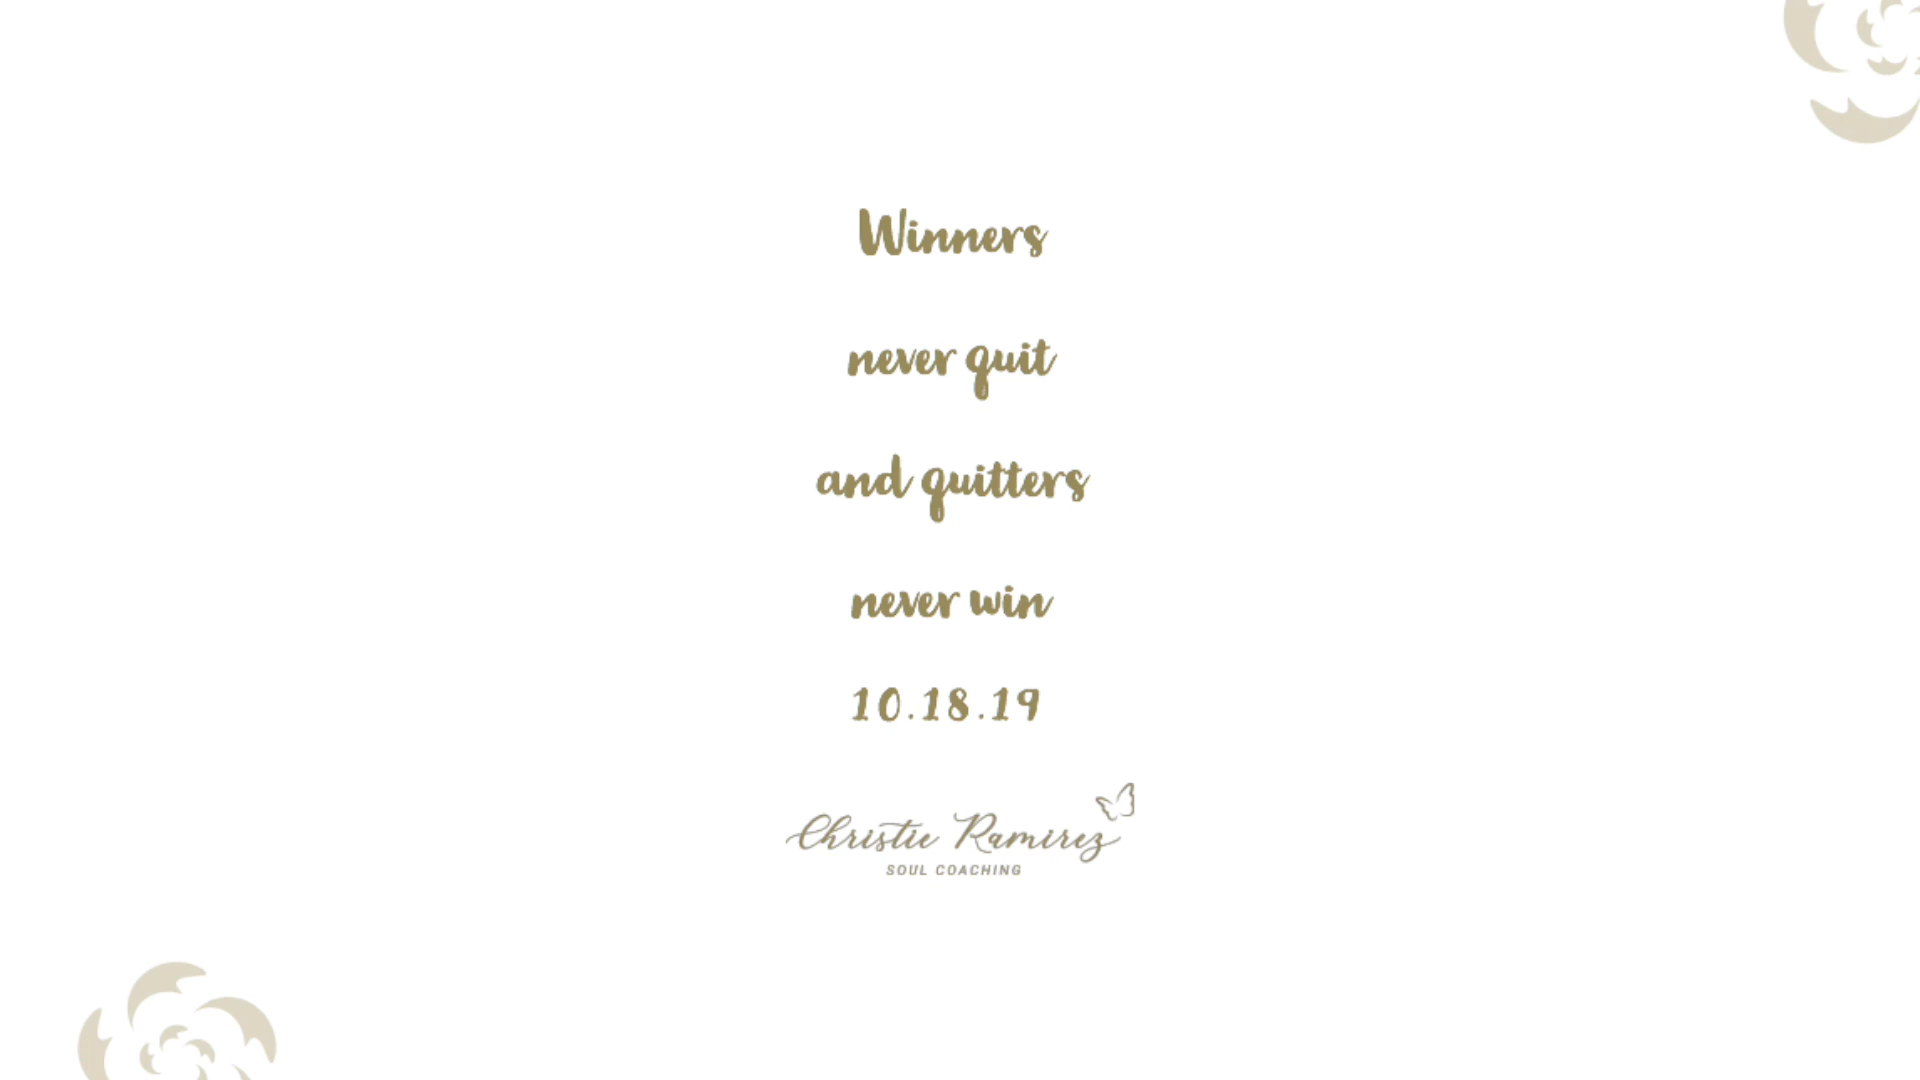 Winners
never quit
and quitters
never win
10.18.19
Christie Ramirez
SOUL COACHING